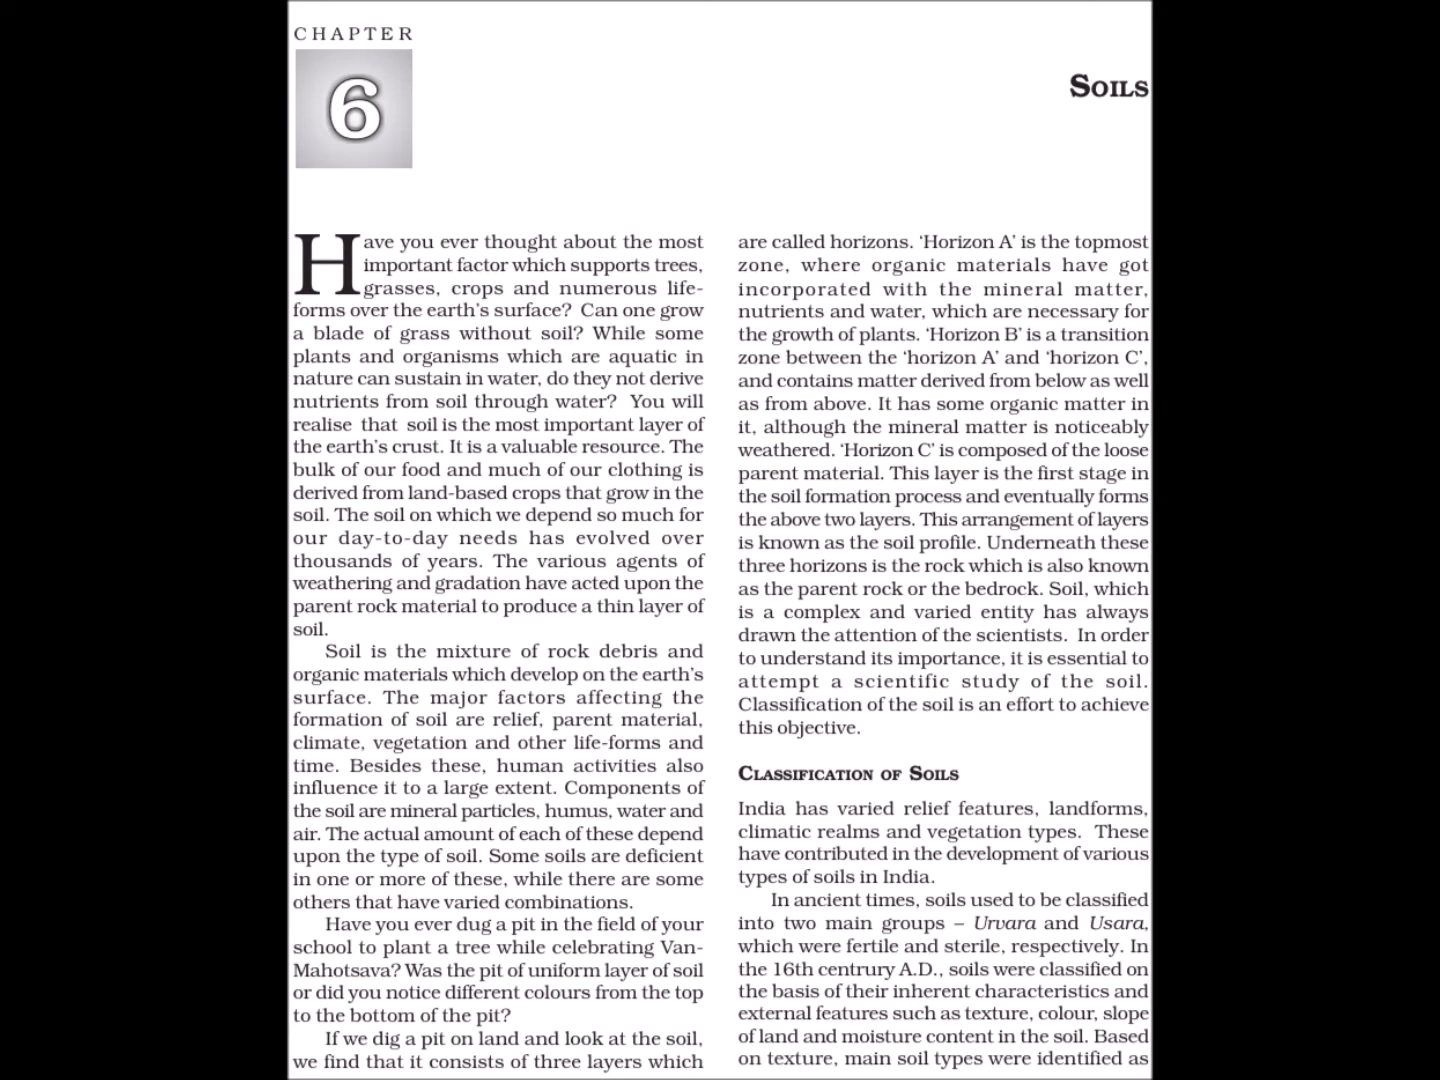 CHAPTER
6
SOILS
Have you ever thought about the most
important factor which supports trees,
grasses, crops and numerous life-
forms over the earth's surface? Can one grow
a blade of grass without soil? While some
plants and organisms which are aquatic in
nature can sustain in water, do they not derive
nutrients from soil through water? You will
realise that soil is the most important layer of
the earth's crust. It is a valuable resource. The
bulk of our food and much of our clothing is
derived from land-based crops that grow in the
soil. The soil on which we depend so much for
our day-to-day needs has evolved over
thousands of years. The various agents of
weathering and gradation have acted upon the
parent rock material to produce a thin layer of
soil.
Soil is the mixture of rock debris and
organic materials which develop on the earth's
surface. The major factors affecting the
formation of soil are relief, parent material,
climate, vegetation and other life-forms and
time. Besides these, human activities also
influence it to a large extent. Components of
the soil are mineral particles, humus, water and
air. The actual amount of each of these depend
upon the type of soil. Some soils are deficient
in one or more of these, while there are some
others that have varied combinations.
Have you ever dug a pit in the field of your
school to plant a tree while celebrating Van-
Mahotsava? Was the pit of uniform layer of soil
or did you notice different colours from the top
to the bottom of the pit?
If we dig a pit on land and look at the soil,
we find that it consists of three layers which
are called horizons. 'Horizon A' is the topmost
zone, where organic materials have got
incorporated with the mineral matter,
nutrients and water, which are necessary for
the growth of plants. 'Horizon B' is a transition
zone between the 'horizon A' and 'horizon C',
and contains matter derived from below as well
as from above. It has some organic matter in
it, although the mineral matter is noticeably
weathered. 'Horizon C' is composed of the loose
parent material. This layer is the first stage in
the soil formation process and eventually forms
the above two layers. This arrangement of layers
is known as the soil profile. Underneath these
three horizons is the rock which is also known
as the parent rock or the bedrock. Soil, which
is a complex and varied entity has always
drawn the attention of the scientists. In order
to understand its importance, it is essential to
attempt a scientific study of the soil.
Classification of the soil is an effort to achieve
this objective.
CLASSIFICATION OF SOILS
India has varied relief features, landforms,
climatic realms and vegetation types. These
have contributed in the development of various
types of soils in India.
In ancient times, soils used to be classified
into two main groups – Urvara and Usara,
which were fertile and sterile, respectively. In
the 16th centrury A.D., soils were classified on
the basis of their inherent characteristics and
external features such as texture, colour, slope
of land and moisture content in the soil. Based
on texture, main soil types were identified as